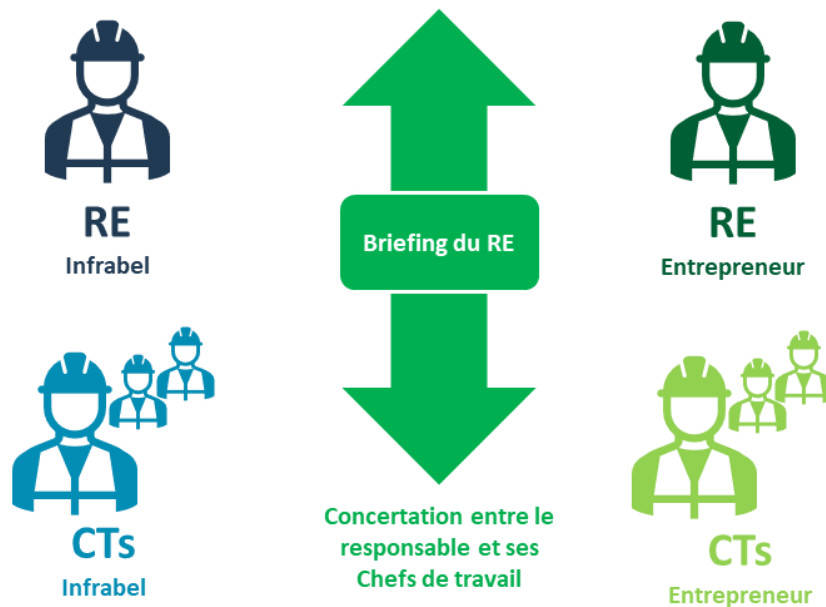 RE
Infrabel
Briefing du RE
RE
Entrepreneur
CTs
Infrabel
Concertation entre le
responsable et ses
Chefs de travail
CTs
Entrepreneur